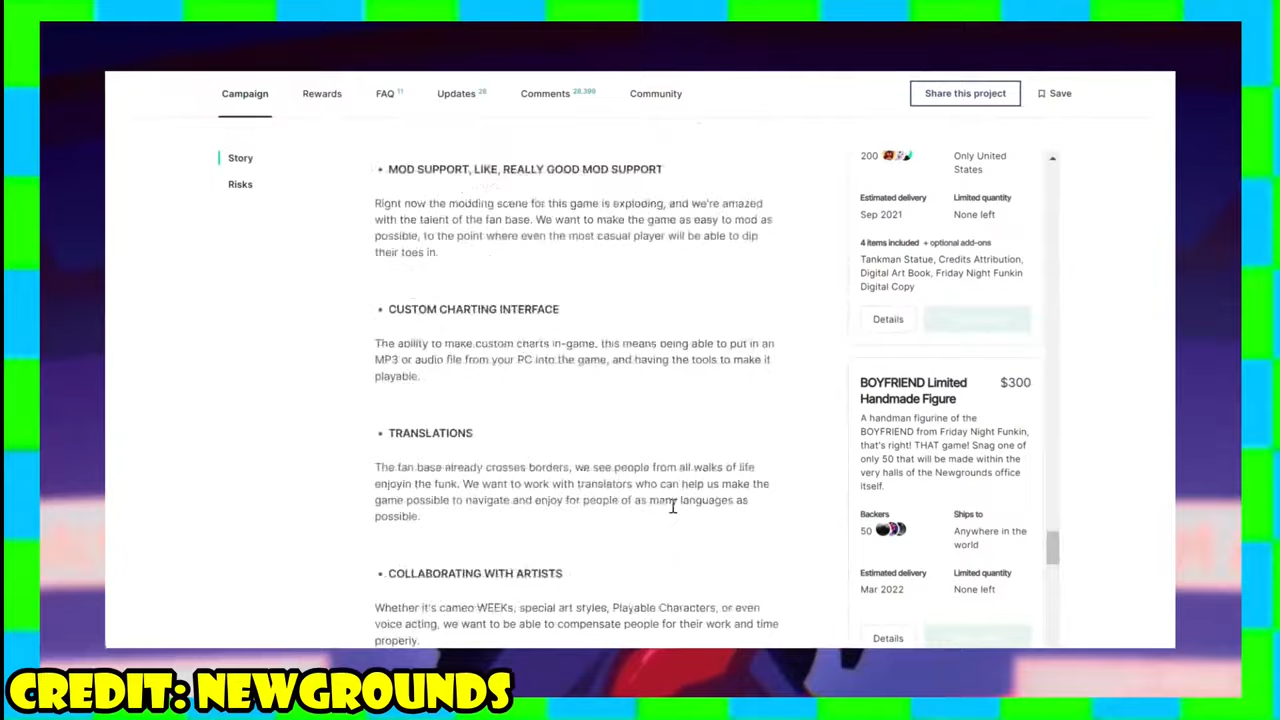 Campaign
Rewards
FAQ 11
Updates 28
Comments 28,396
Community
Share this project
Save
Story
Risks
• MOD SUPPORT, LIKE, REALLY GOOD MOD SUPPORT
Right now the modding scene for this game is exploding, and we're amazed
with the talent of the fan base. We want to make the game as easy to mod as
possible, to the point where even the most casual player will be able to dip
their toes in.
• CUSTOM CHARTING INTERFACE
The ability to make custom charts in-game, this means being able to put in an
MP3 or audio file from your PC into the game, and having the tools to make it
playable.
• TRANSLATIONS
The fan base already crosses borders, we see people from all walks of life
enjoyin the funk. We want to work with translators who can help us make the
game possible to navigate and enjoy for people of as many languages as
possible.
• COLLABORATING WITH ARTISTS
Whether it's cameo WEEKs, special art styles, Playable Characters, or even
voice acting, we want to be able to compensate people for their work and time
properly.
200
Only United
States
Estimated delivery
Limited quantity
Sep 2021
None left
4 items included + optional add-ons
Tankman Statue, Credits Attribution,
Digital Art Book, Friday Night Funkin
Digital Copy
Details
BOYFRIEND Limited
Handmade Figure
$300
A handman figurine of the
BOYFRIEND from Friday Night Funkin,
that's right! THAT game! Snag one of
only 50 that will be made within the
very halls of the Newgrounds office
itself.
Backers
Ships to
50
Anywhere in the
world
Estimated delivery
Limited quantity
Mar 2022
None left
Details
CREDIT: NEWGROUNDS